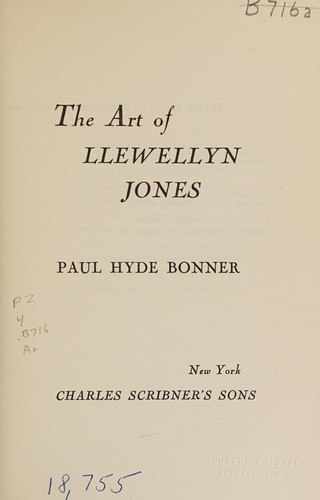 B716a
The Art of
LLEWELLYN
JONES
PAUL HYDE BONNER
PZ
4
.B716
Ar
New York
CHARLES SCRIBNER'S SONS
18,755